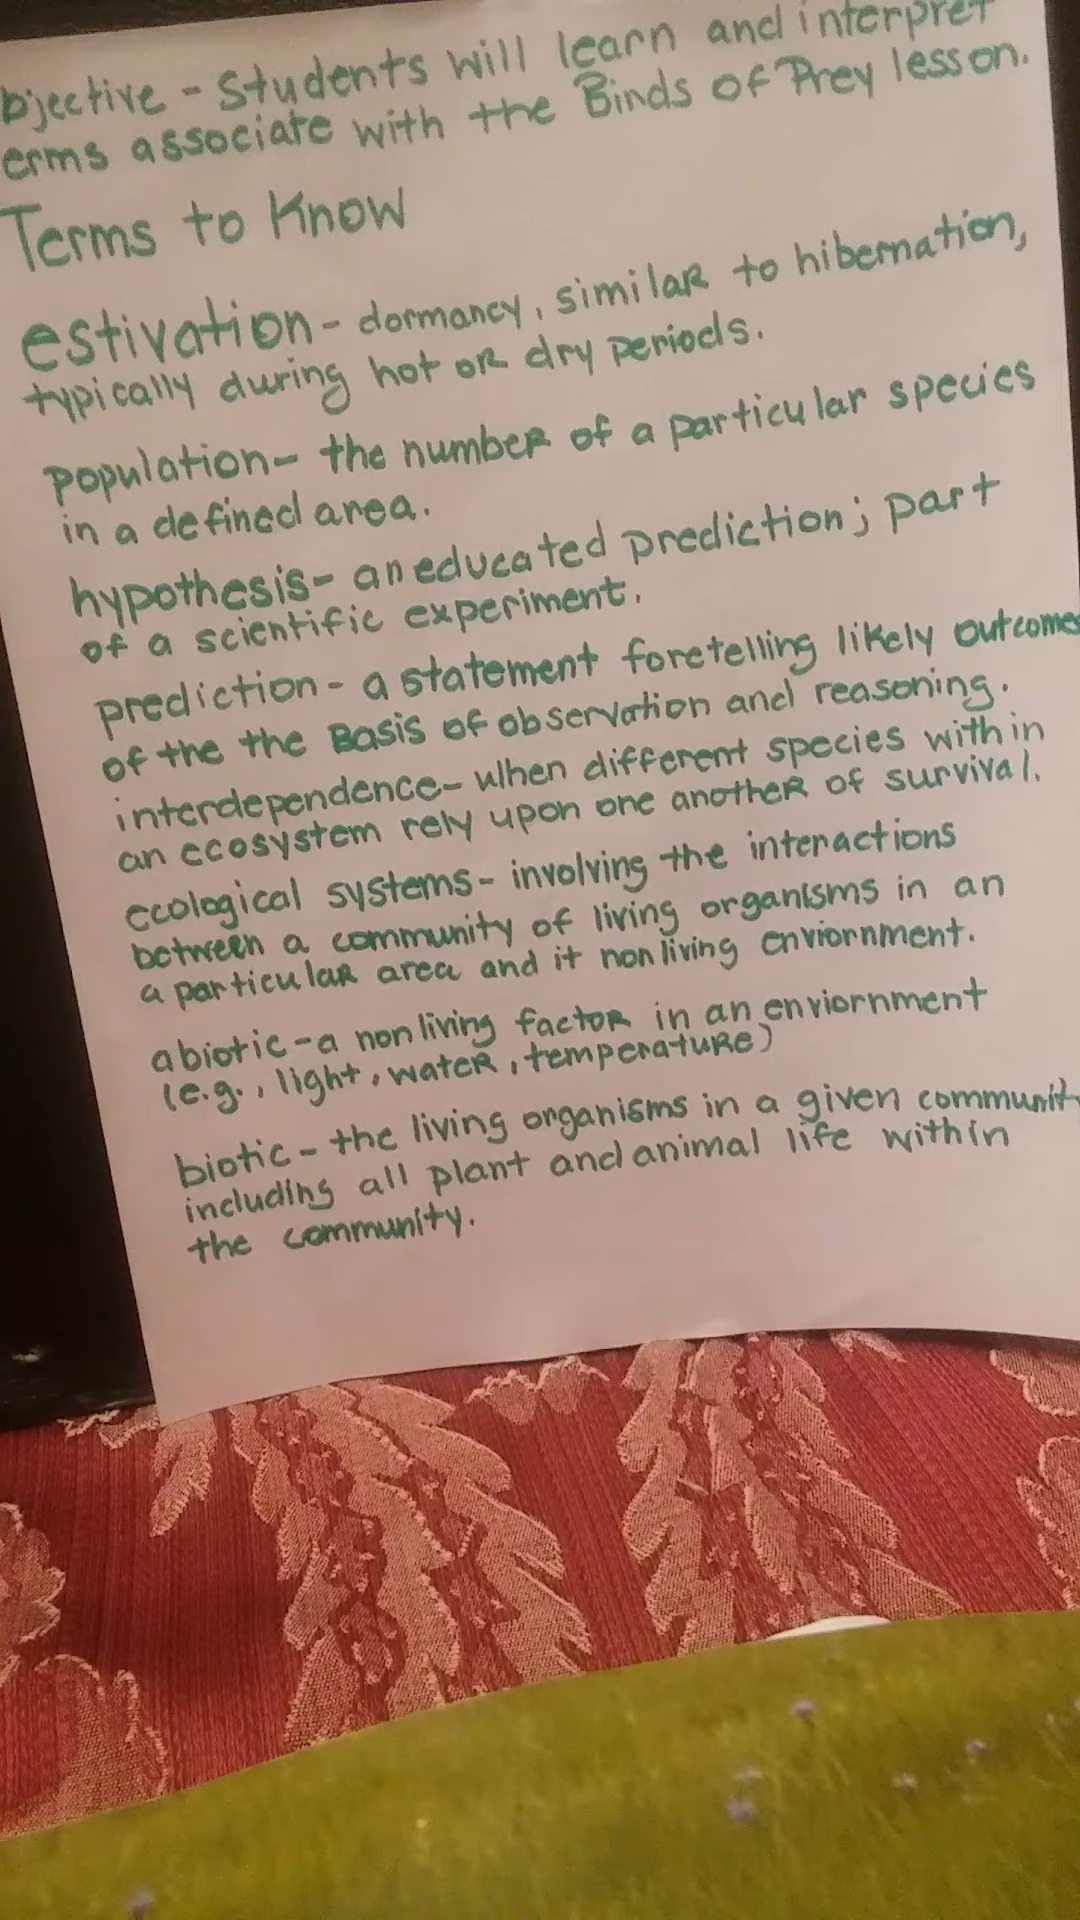 bjective - Students will learn and interpret
erms associate with the Binds of Prey lesson.
Terms to Know
estivation - dormancy, similar to hibernation,
typically during hot or dry periods.
population - the number of a particular species
in a defined area.
hypothesis - an educated prediction; part
of a scientific experiment.
prediction - a statement foretelling likely outcomes
of the the Basis of observation and reasoning.
interdependence - when different species within
an ecosystem rely upon one another of survival.
ecological systems - involving the interactions
between a community of living organisms in an
a particular area and it nonliving enviornment.
abiotic - a nonliving factor in an enviornment
(e.g., light, water, temperature)
biotic - the living organisms in a given communit
including all plant and animal life within
the community.